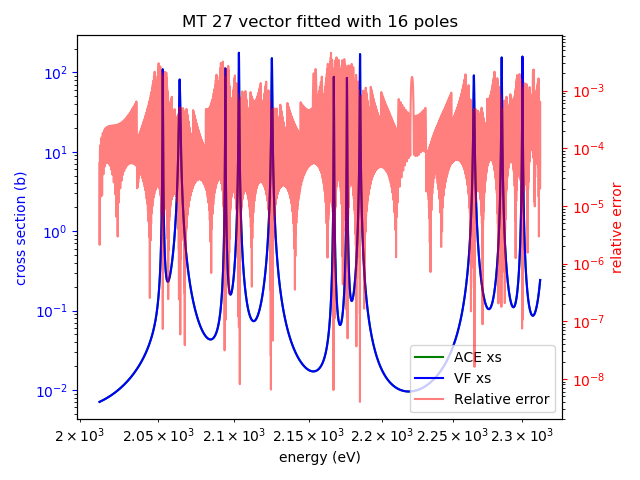 MT 27 vector fitted with 16 poles
cross section (b)
10²
10¹
10⁰
10⁻¹
10⁻²
10⁻³
10⁻⁴
10⁻⁵
10⁻⁶
10⁻⁷
10⁻⁸
relative error
ACE xs
VF xs
Relative error
2 × 10³ 2.05 × 10³ 2.1 × 10³ 2.15 × 10³ 2.2 × 10³ 2.25 × 10³ 2.3 × 10³
energy (eV)